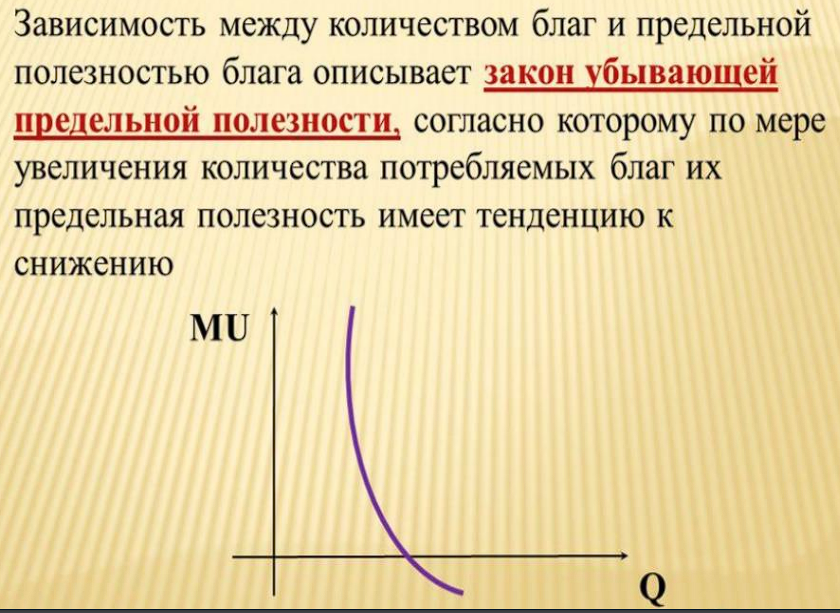 Зависимость между количеством благ и предельной
полезностью блага описывает закон убывающей
предельной полезности, согласно которому по мере
увеличения количества потребляемых благ их
предельная полезность имеет тенденцию к
снижению
MU
Q